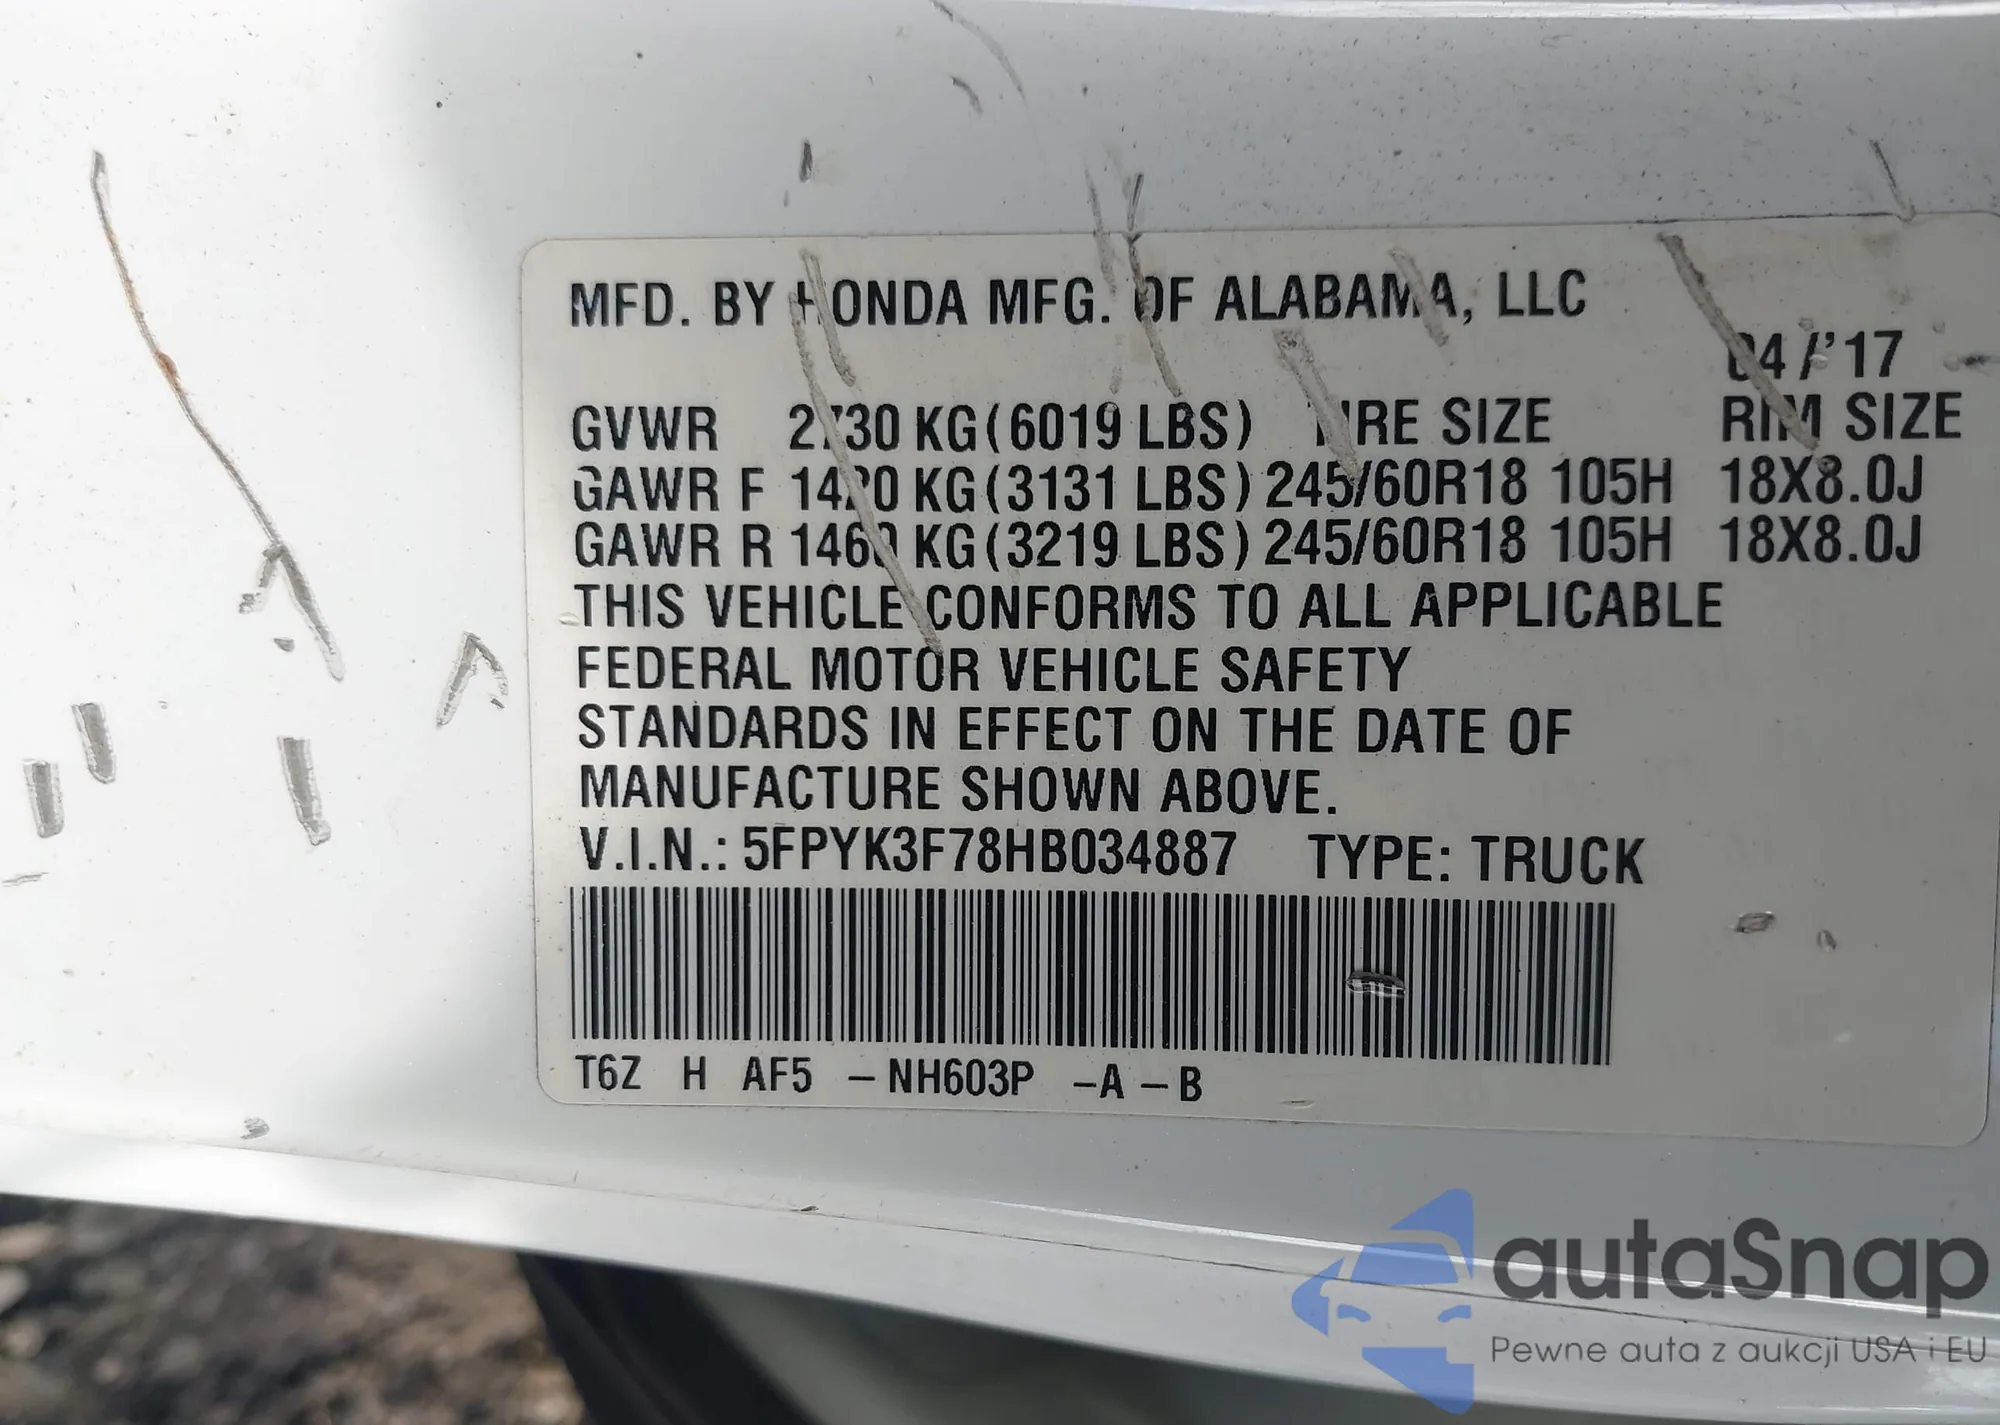 MFD. BY HONDA MFG. OF ALABAMA, LLC
04/'17
GVWR 2730 KG(6019 LBS) TIRE SIZE RIM SIZE
GAWR F 1420 KG(3131 LBS) 245/60R18 105H 18X8.0J
GAWR R 1460 KG(3219 LBS) 245/60R18 105H 18X8.0J
THIS VEHICLE CONFORMS TO ALL APPLICABLE
FEDERAL MOTOR VEHICLE SAFETY
STANDARDS IN EFFECT ON THE DATE OF
MANUFACTURE SHOWN ABOVE.
V.I.N.: 5FPYK3F78HB034887 TYPE: TRUCK
T6Z H AF5 -NH603P -A-B
autaSnap
Pewne auta z aukcji USA i EU